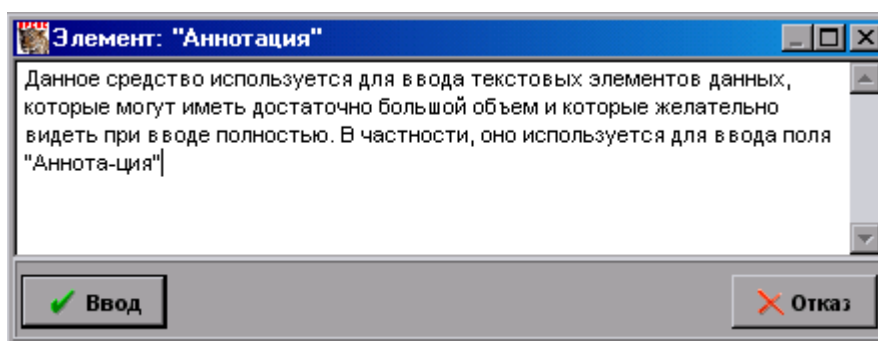 Элемент: "Аннотация"
Данное средство используется для ввода текстовых элементов данных,
которые могут иметь достаточно большой объем и которые желательно
видеть при вводе полностью. В частности, оно используется для ввода поля
"Аннота-ция"
Ввод
Отказ